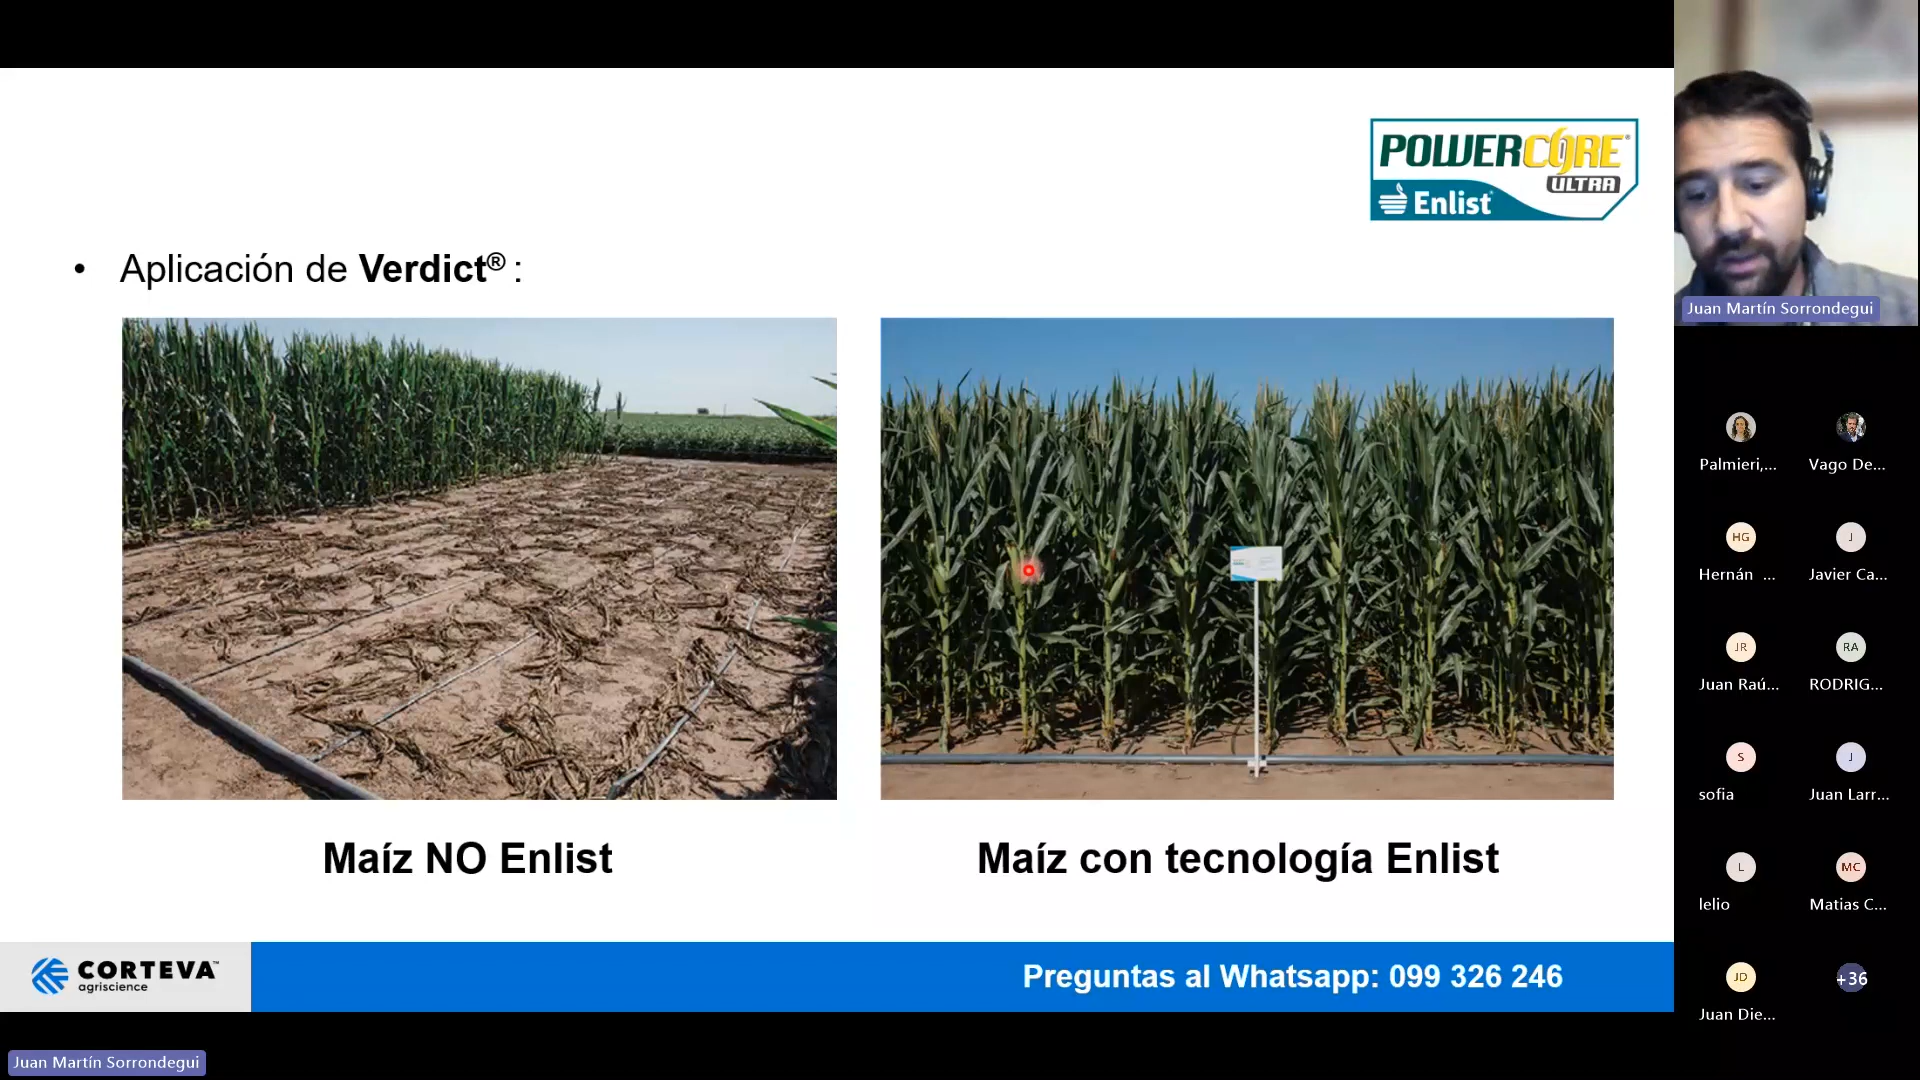 POWERCORE®
ULTRA
Enlist
• Aplicación de Verdict® :
Maíz NO Enlist
Maíz con tecnología Enlist
CORTEVA™
agriscience
Preguntas al Whatsapp: 099 326 246
Juan Martín Sorrondegui
Palmieri,...
Vago De...
HG
J
Hernán ...
Javier Ca...
JR
RA
Juan Raú...
RODRIG...
S
J
sofia
Juan Larr...
L
MC
lelio
Matias C...
JD
+36
Juan Die...
Juan Martín Sorrondegui